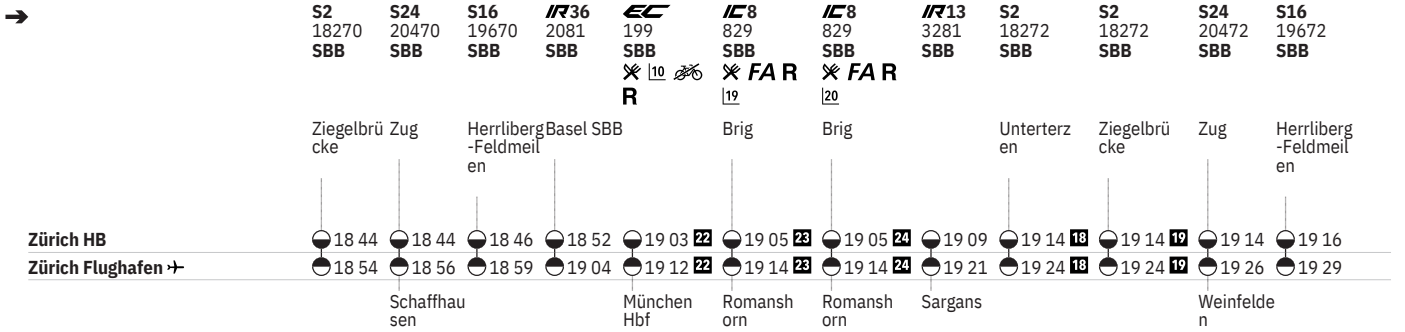 ➔ S2 S24 S16 IR36 EC IC8 IC8 IR13 S2 S2 S24 S16
18270 20470 19670 2081 199 829 829 3281 18272 18272 20472 19672
SBB SBB SBB SBB SBB SBB SBB SBB SBB SBB SBB SBB
10 FA R FA R
R 19 20
Ziegelbrü Zug Herrliberg Basel SBB Brig Brig Unterterz Ziegelbrü Zug Herrliberg
cke -Feldmeil en cke -Feldmeil
en en
Zürich HB 18 44 18 44 18 46 18 52 19 03 22 19 05 23 19 05 24 19 09 19 14 18 19 14 19 19 14 19 16
Zürich Flughafen 18 54 18 56 18 59 19 04 19 12 22 19 14 23 19 14 24 19 21 19 24 18 19 24 19 19 26 19 29
Schaffhau München Romansh Romansh Sargans Weinfelde
sen Hbf orn orn n